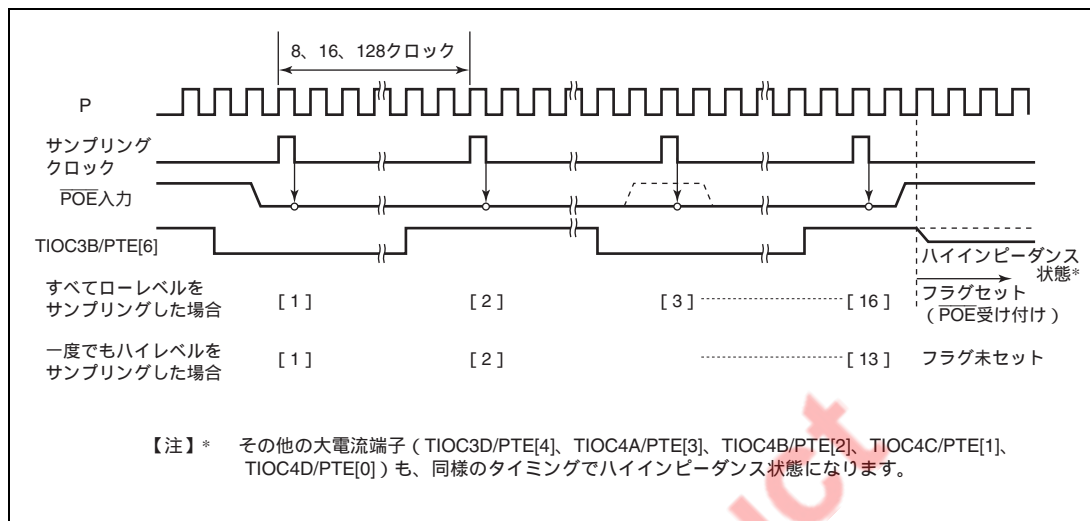 8、16、128クロック
P
サンプリング
クロック
POE入力
TIOC3B/PTE[6]
ハイインピーダンス
状態*
すべてローレベルを
サンプリングした場合
[ 1 ]
[ 2 ]
[ 3 ]
[ 16 ]
フラグセット
（POE受け付け）
一度でもハイレベルを
サンプリングした場合
[ 1 ]
[ 2 ]
[ 13 ]
フラグ未セット
【注】* その他の大電流端子（TIOC3D/PTE[4]、TIOC4A/PTE[3]、TIOC4B/PTE[2]、TIOC4C/PTE[1]、
TIOC4D/PTE[0]）も、同様のタイミングでハイインピーダンス状態になります。
uct